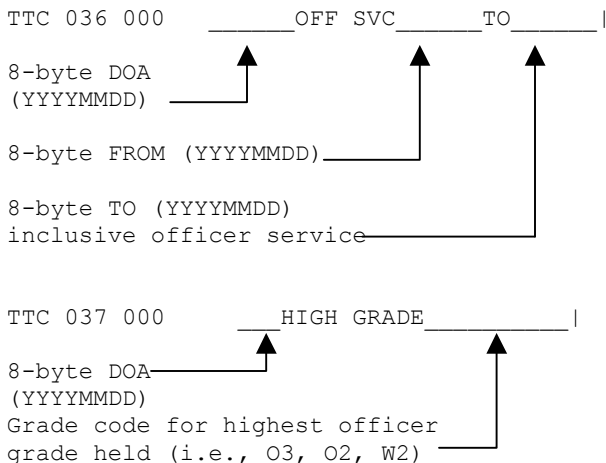 TTC 036 000 ______OFF SVC______TO______|
8-byte DOA
(YYYYMMDD)
8-byte FROM (YYYYMMDD)
8-byte TO (YYYYMMDD)
inclusive officer service
TTC 037 000 ___HIGH GRADE__________|
8-byte DOA
(YYYYMMDD)
Grade code for highest officer
grade held (i.e., O3, O2, W2)